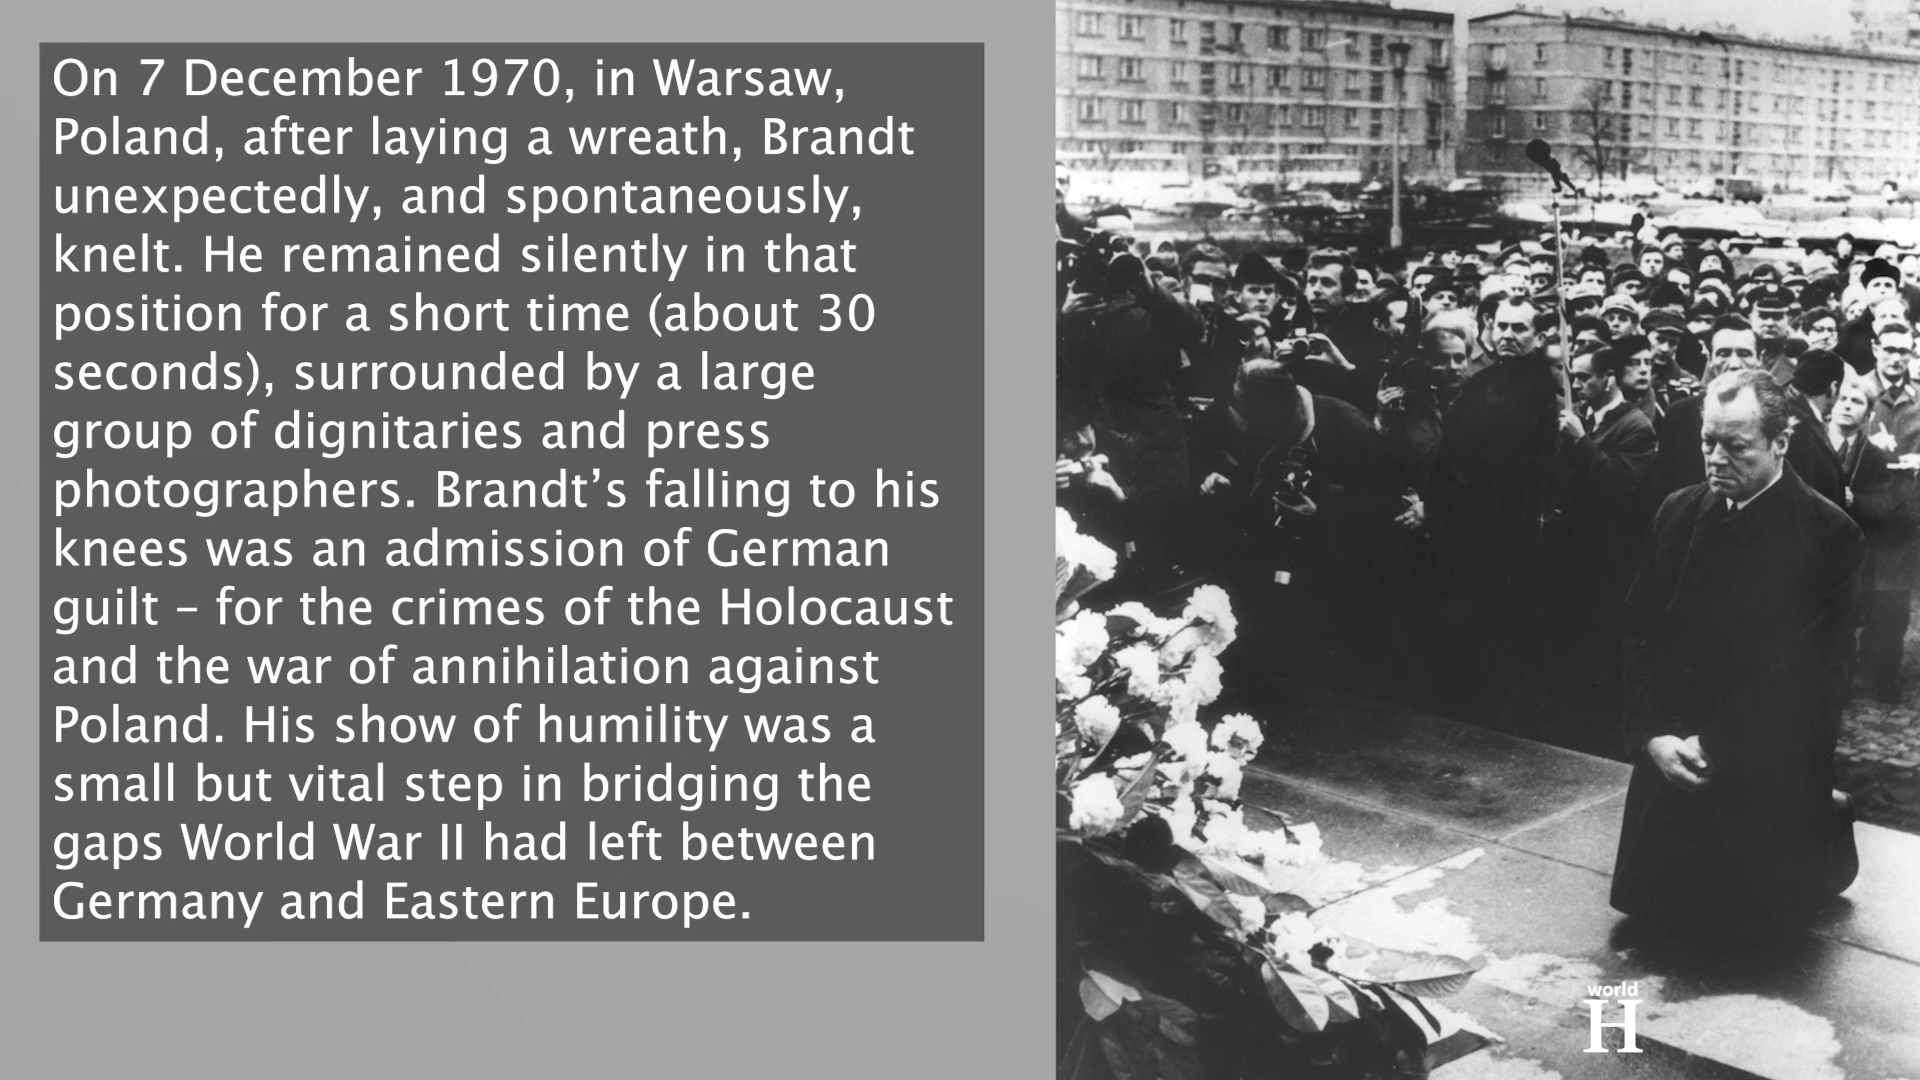 On 7 December 1970, in Warsaw,
Poland, after laying a wreath, Brandt
unexpectedly, and spontaneously,
knelt. He remained silently in that
position for a short time (about 30
seconds), surrounded by a large
group of dignitaries and press
photographers. Brandt’s falling to his
knees was an admission of German
guilt – for the crimes of the Holocaust
and the war of annihilation against
Poland. His show of humility was a
small but vital step in bridging the
gaps World War II had left between
Germany and Eastern Europe.
world
H